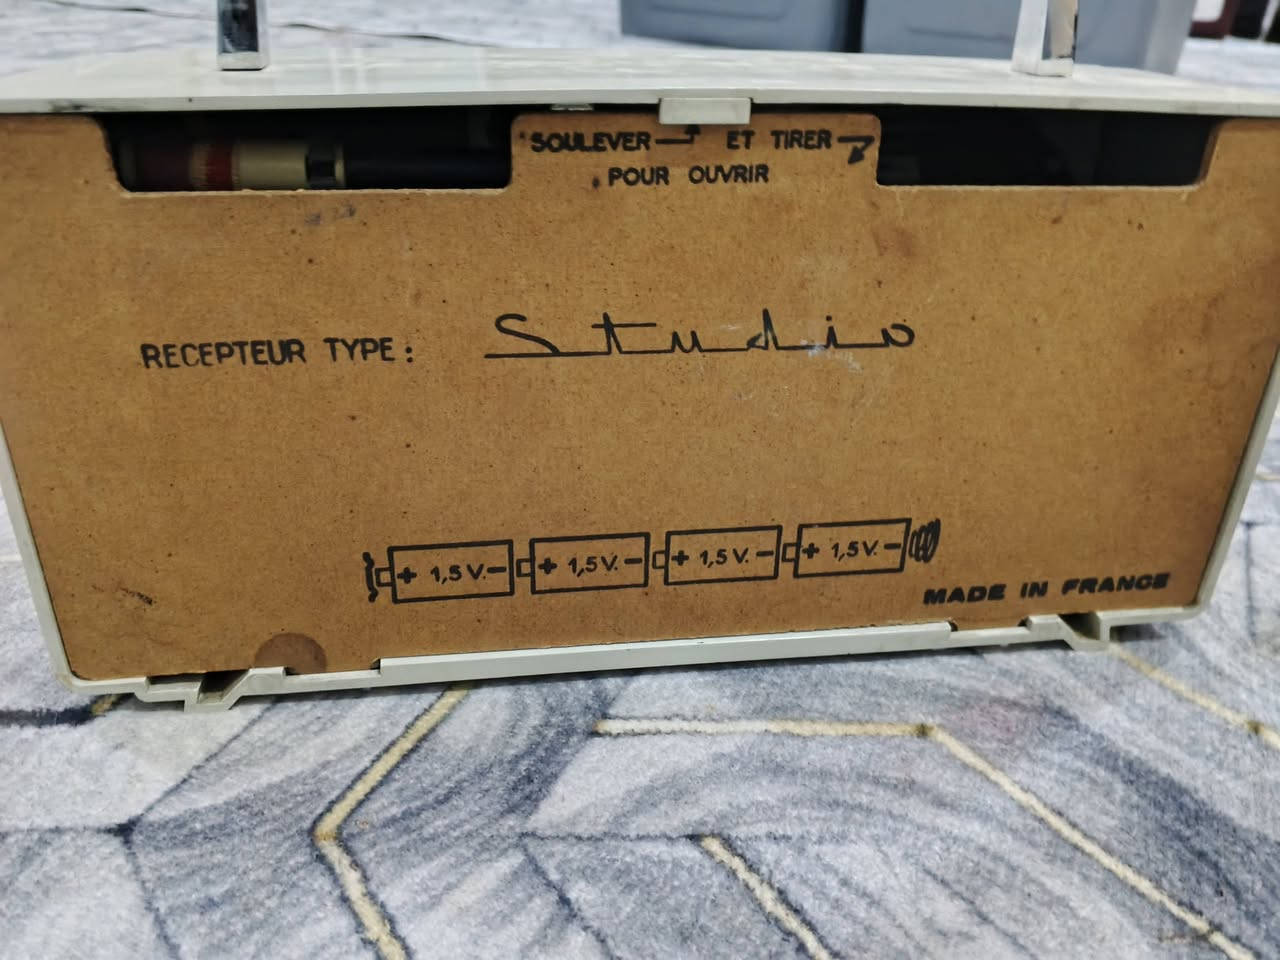 SOULEVER ET TIRER
POUR OUVRIR
RECEPTEUR TYPE: Studio
+ 1,5 V. - + 1,5 V. - + 1,5 V. - + 1,5 V. -
MADE IN FRANCE